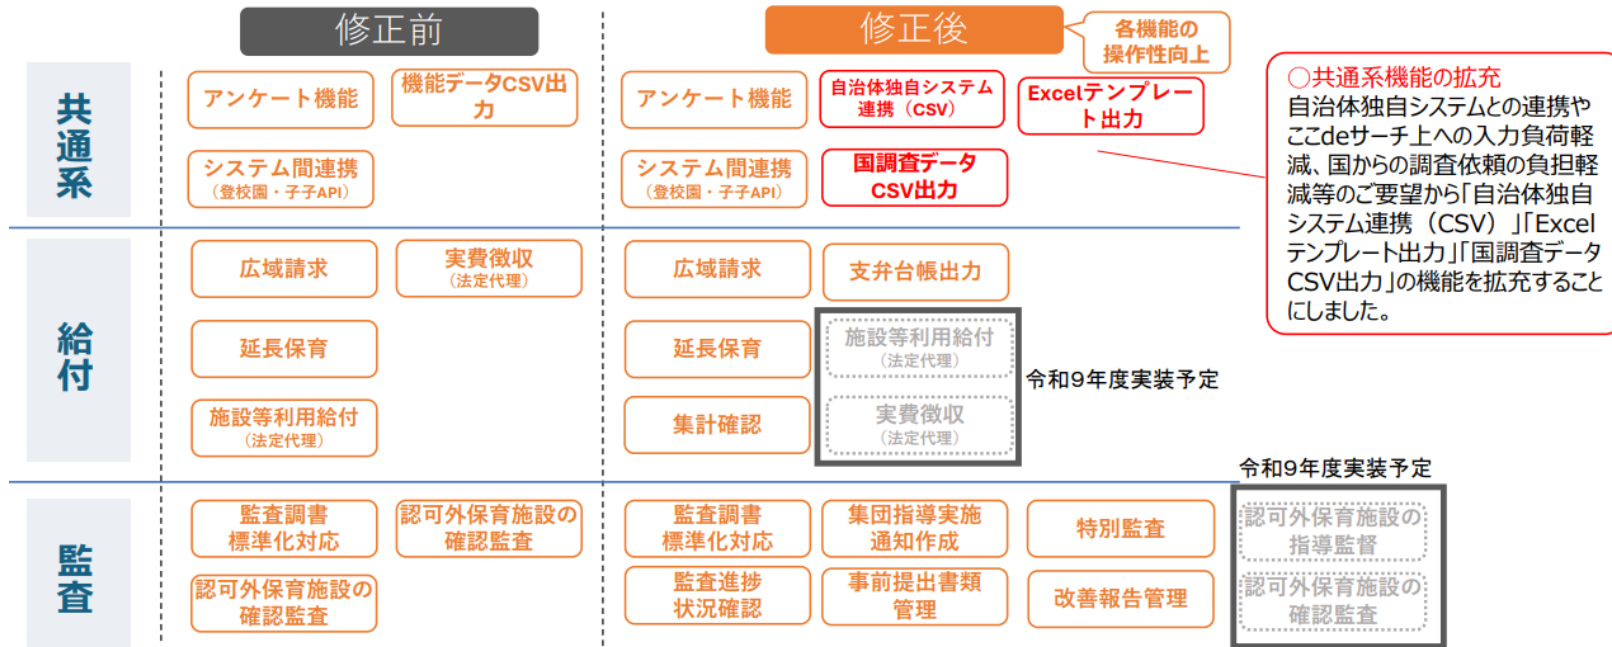 修正前
修正後
各機能の
操作性向上
共通系
アンケート機能
機能データCSV出
力
システム間連携
（登校園・子子API）
アンケート機能
自治体独自システム
連携（CSV）
Excelテンプレー
ト出力
システム間連携
（登校園・子子API）
国調査データ
CSV出力
○共通系機能の拡充
自治体独自システムとの連携や
ここdeサーチ上への入力負荷軽
減、国からの調査依頼の負担軽
減等のご要望から「自治体独自
システム連携（CSV）」「Excel
テンプレート出力」「国調査データ
CSV出力」の機能を拡充すること
にしました。
給付
広域請求
実費徴収
（法定代理）
延長保育
施設等利用給付
（法定代理）
広域請求
支弁台帳出力
延長保育
施設等利用給付
（法定代理）
令和9年度実装予定
集計確認
実費徴収
（法定代理）
監査
監査調書
標準化対応
認可外保育施設の
確認監査
認可外保育施設の
確認監査
監査調書
標準化対応
集団指導実施
通知作成
特別監査
監査進捗
状況確認
事前提出書類
管理
改善報告管理
令和9年度実装予定
認可外保育施設の
指導監督
認可外保育施設の
確認監査